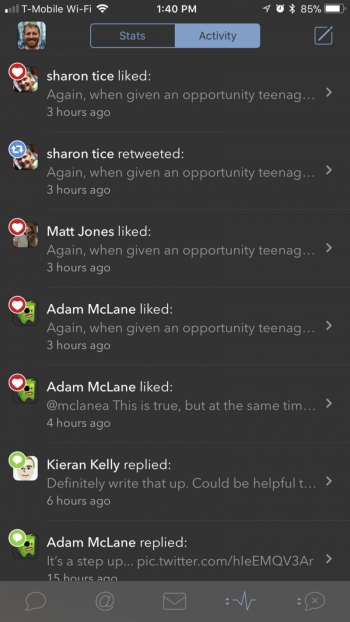 T-Mobile Wi-Fi 1:40 PM 85%
Stats Activity
sharon tice liked:
Again, when given an opportunity teenag...
3 hours ago
sharon tice retweeted:
Again, when given an opportunity teenag...
3 hours ago
Matt Jones liked:
Again, when given an opportunity teenag...
3 hours ago
Adam McLane liked:
Again, when given an opportunity teenag...
3 hours ago
Adam McLane liked:
@mclanea This is true, but at the same tim...
4 hours ago
Kieran Kelly replied:
Definitely write that up. Could be helpful t...
6 hours ago
Adam McLane replied:
It's a step up... pic.twitter.com/hIeEMQV3Ar
15 hours ago